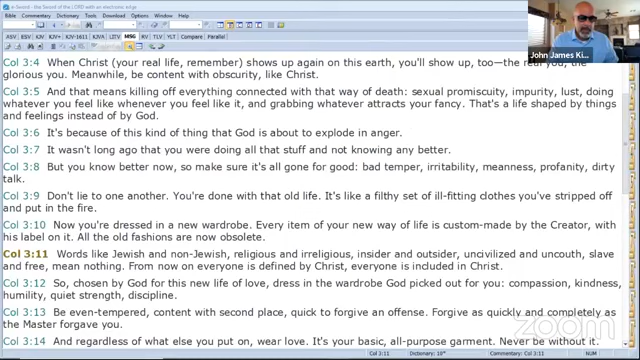 e-Sword - the Sword of the LORD with an electronic edge
Bible Commentary Dictionary Tools Download Options Window Help
Bible BBE ESV KJV KJV-1611 KJVA LITV MSG RV TLV YLT Compare Parallel
John James Ki...
Col 3:4 When Christ (your real life, remember) shows up again on this earth, you'll show up, too—the real you, the
glorious you. Meanwhile, be content with obscurity, like Christ.
Col 3:5 And that means killing off everything connected with that way of death: sexual promiscuity, impurity, lust, doing
whatever you feel like whenever you feel like it, and grabbing whatever attracts your fancy. That's a life shaped by things
and feelings instead of by God.
Col 3:6 It's because of this kind of thing that God is about to explode in anger.
Col 3:7 It wasn't long ago that you were doing all that stuff and not knowing any better.
Col 3:8 But you know better now, so make sure it's all gone for good: bad temper, irritability, meanness, profanity, dirty
talk.
Col 3:9 Don't lie to one another. You're done with that old life. It's like a filthy set of ill-fitting clothes you've stripped off
and put in the fire.
Col 3:10 Now you're dressed in a new wardrobe. Every item of your new way of life is custom-made by the Creator, with
his label on it. All the old fashions are now obsolete.
Col 3:11 Words like Jewish and non-Jewish, religious and irreligious, insider and outsider, uncivilized and uncouth, slave
and free, mean nothing. From now on everyone is defined by Christ, everyone is included in Christ.
Col 3:12 So, chosen by God for this new life of love, dress in the wardrobe God picked out for you: compassion, kindness,
humility, quiet strength, discipline.
Col 3:13 Be even-tempered, content with second place, quick to forgive an offense. Forgive as quickly and completely as
the Master forgave you.
Col 3:14 And regardless of what else you put on, wear love. It's your basic, all-purpose garment. Never be without it.
zoom
Col 3:11 Dictionary: 10* Commentary: Col 3:11 NUM